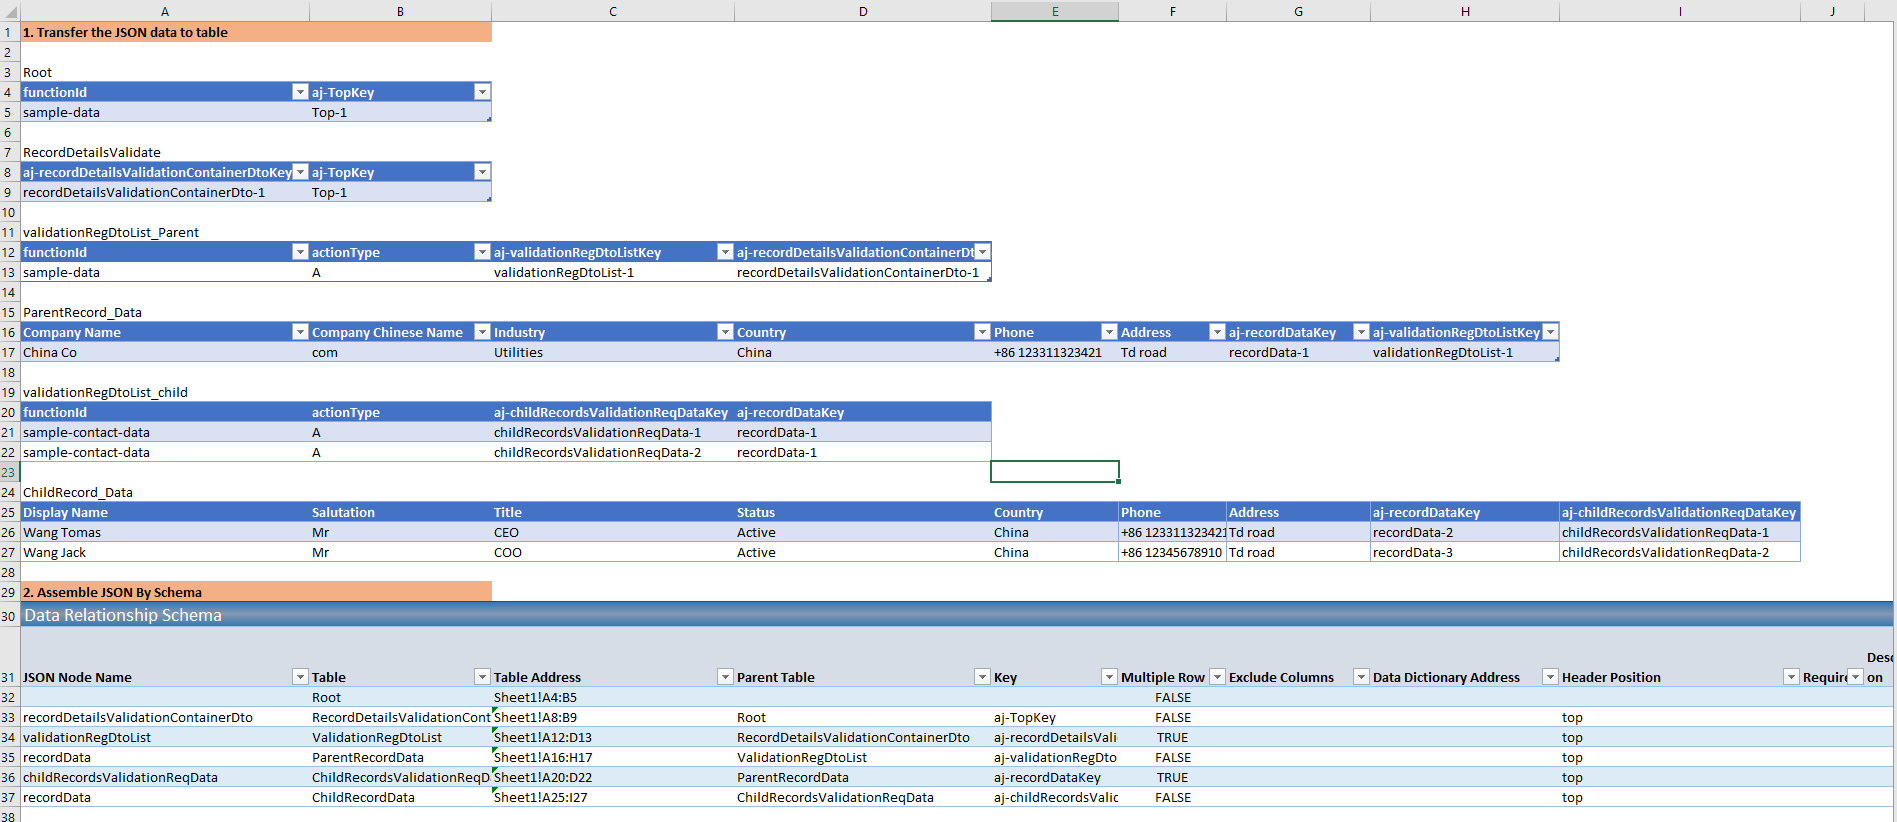 A B C D E F G H I J
1 1. Transfer the JSON data to table
2
3 Root
4 functionId aj-TopKey
5 sample-data Top-1
6
7 RecordDetailsValidate
8 aj-recordDetailsValidationContainerDtoKey aj-TopKey
9 recordDetailsValidationContainerDto-1 Top-1
10
11 validationRegDtoList_Parent
12 functionId actionType aj-validationRegDtoListKey aj-recordDetailsValidationContainerDt
13 sample-data A validationRegDtoList-1 recordDetailsValidationContainerDto-1
14
15 ParentRecord_Data
16 Company Name Company Chinese Name Industry Country Phone Address aj-recordDataKey aj-validationRegDtoListKey
17 China Co com Utilities China +86 123311323421 Td road recordData-1 validationRegDtoList-1
18
19 validationRegDtoList_child
20 functionId actionType aj-childRecordsValidationReqDataKey aj-recordDataKey
21 sample-contact-data A childRecordsValidationReqData-1 recordData-1
22 sample-contact-data A childRecordsValidationReqData-2 recordData-1
23
24 ChildRecord_Data
25 Display Name Salutation Title Status Country Phone Address aj-recordDataKey aj-childRecordsValidationReqDataKey
26 Wang Tomas Mr CEO Active China +86 123311323421 Td road recordData-2 childRecordsValidationReqData-1
27 Wang Jack Mr COO Active China +86 12345678910 Td road recordData-3 childRecordsValidationReqData-2
28
29 2. Assemble JSON By Schema
30 Data Relationship Schema
31 JSON Node Name Table Table Address Parent Table Key Multiple Row Exclude Columns Data Dictionary Address Header Position Require Desc on
32 Root Sheet1!A4:B5 FALSE
33 recordDetailsValidationContainerDto RecordDetailsValidationCont Sheet1!A8:B9 Root aj-TopKey FALSE top
34 validationRegDtoList ValidationRegDtoList Sheet1!A12:D13 RecordDetailsValidationContainerDto aj-recordDetailsVali TRUE top
35 recordData ParentRecordData Sheet1!A16:H17 ValidationRegDtoList aj-validationRegDto FALSE top
36 childRecordsValidationReqData ChildRecordsValidationReqD Sheet1!A20:D22 ParentRecordData aj-recordDataKey TRUE top
37 recordData ChildRecordData Sheet1!A25:I27 ChildRecordsValidationReqData aj-childRecordsValic FALSE top
38